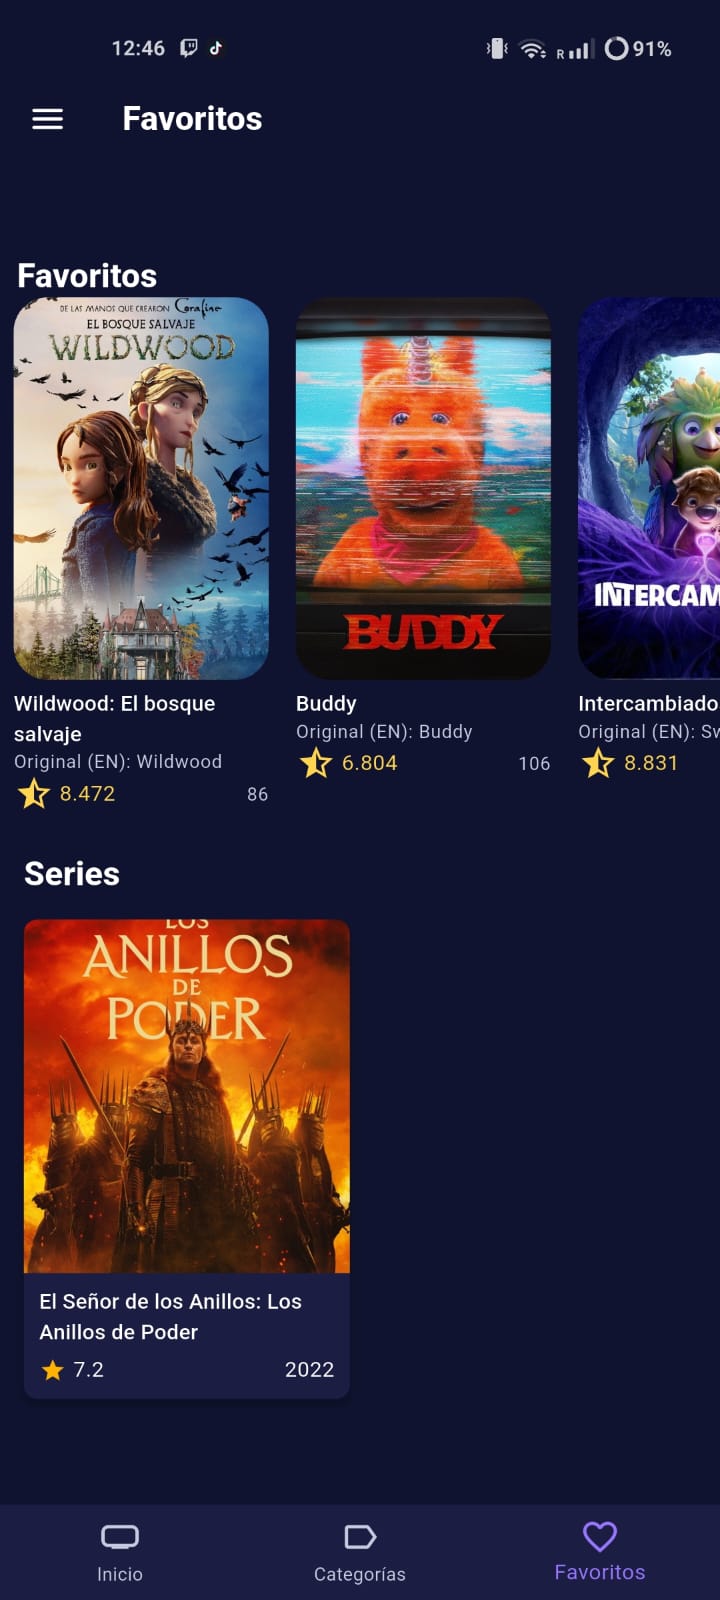 12:46
R 91%
Favoritos
Favoritos
DE LAS MANOS QUE CREARON Coraline
EL BOSQUE SALVAJE
WILDWOOD
BUDDY
INTERCAM
Wildwood: El bosque
salvaje
Original (EN): Wildwood
8.472 86
Buddy
Original (EN): Buddy
6.804 106
Intercambiado
Original (EN): Sw
8.831
Series
LOS
ANILLOS
DE
PODER
El Señor de los Anillos: Los
Anillos de Poder
7.2 2022
Inicio
Categorías
Favoritos